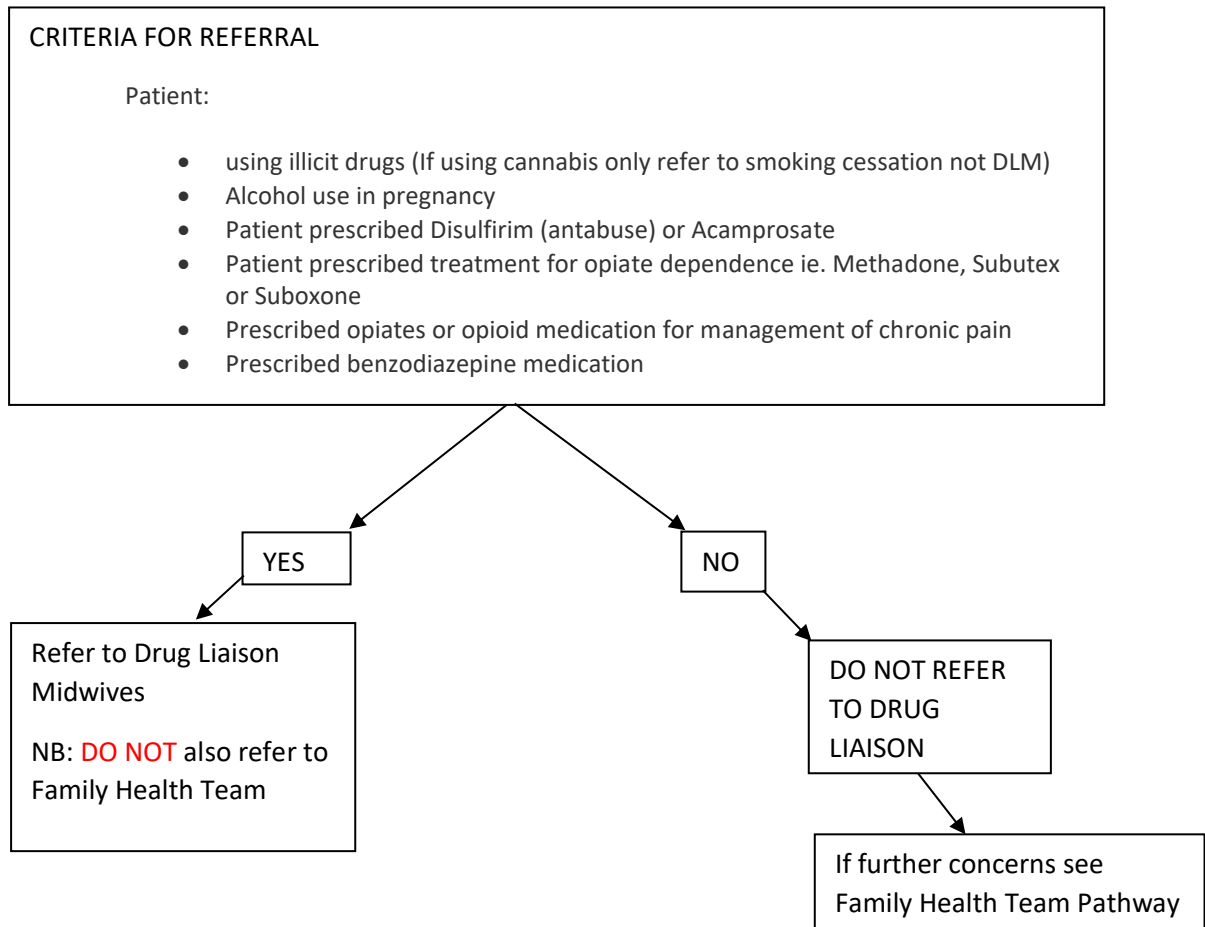 CRITERIA FOR REFERRAL
Patient:
• using illicit drugs (If using cannabis only refer to smoking cessation not DLM)
• Alcohol use in pregnancy
• Patient prescribed Disulfirim (antabuse) or Acamprosate
• Patient prescribed treatment for opiate dependence ie. Methadone, Subutex
or Suboxone
• Prescribed opiates or opioid medication for management of chronic pain
• Prescribed benzodiazepine medication
YES
NO
Refer to Drug Liaison
Midwives
NB: DO NOT also refer to
Family Health Team
DO NOT REFER
TO DRUG
LIAISON
If further concerns see
Family Health Team Pathway